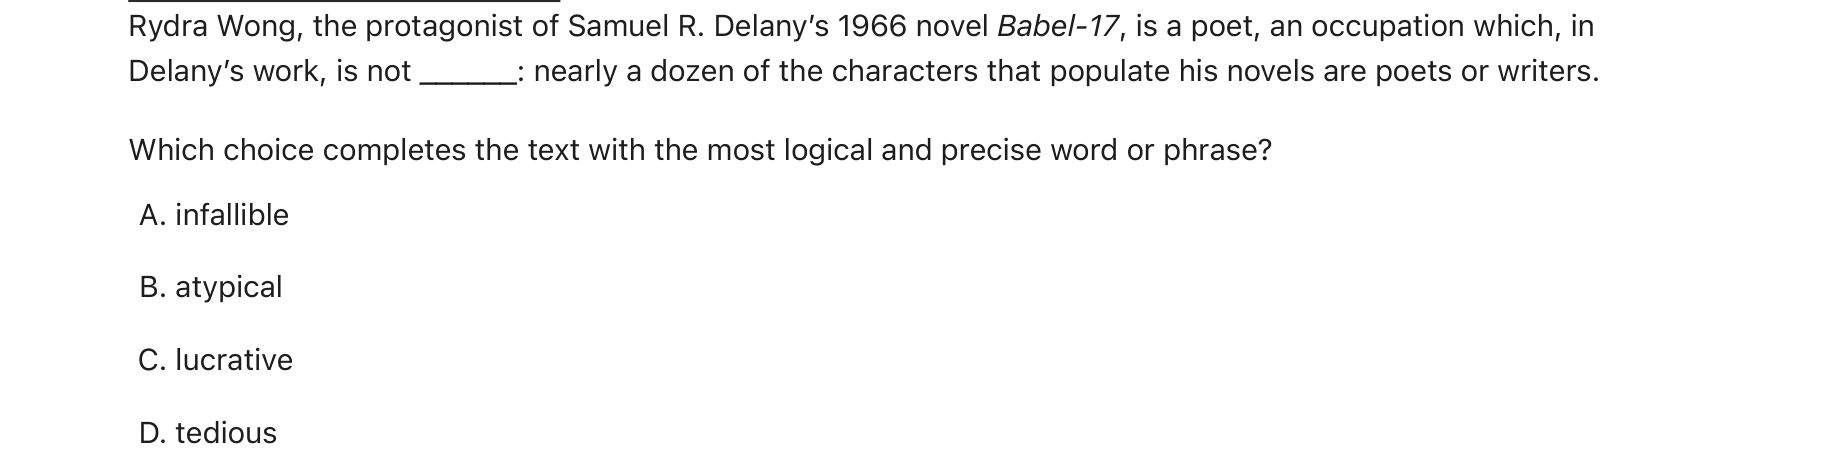 Rydra Wong, the protagonist of Samuel R. Delany’s 1966 novel Babel-17, is a poet, an occupation which, in
Delany’s work, is not ______: nearly a dozen of the characters that populate his novels are poets or writers.
Which choice completes the text with the most logical and precise word or phrase?
A. infallible
B. atypical
C. lucrative
D. tedious